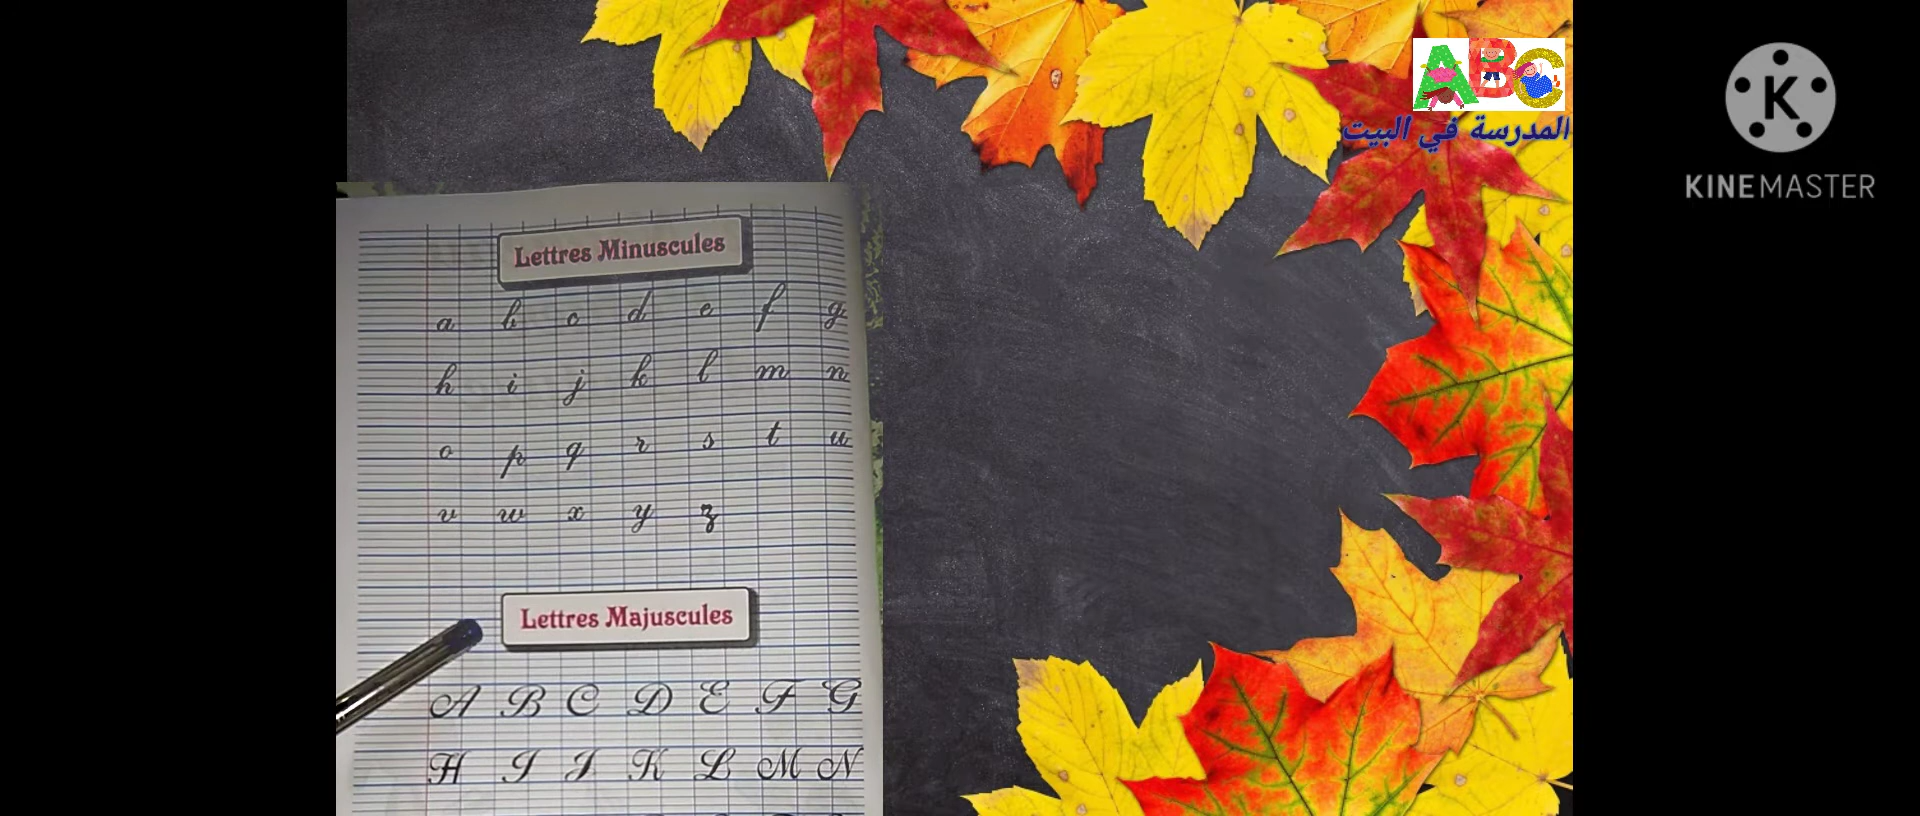 ABC
المدرسة في البيت
K
KINEMASTER
Lettres Minuscules
a b c d e f g
h i j k l m n
o p q r s t u
v w x y z
Lettres Majuscules
A B C D E F G
H I J K L M N